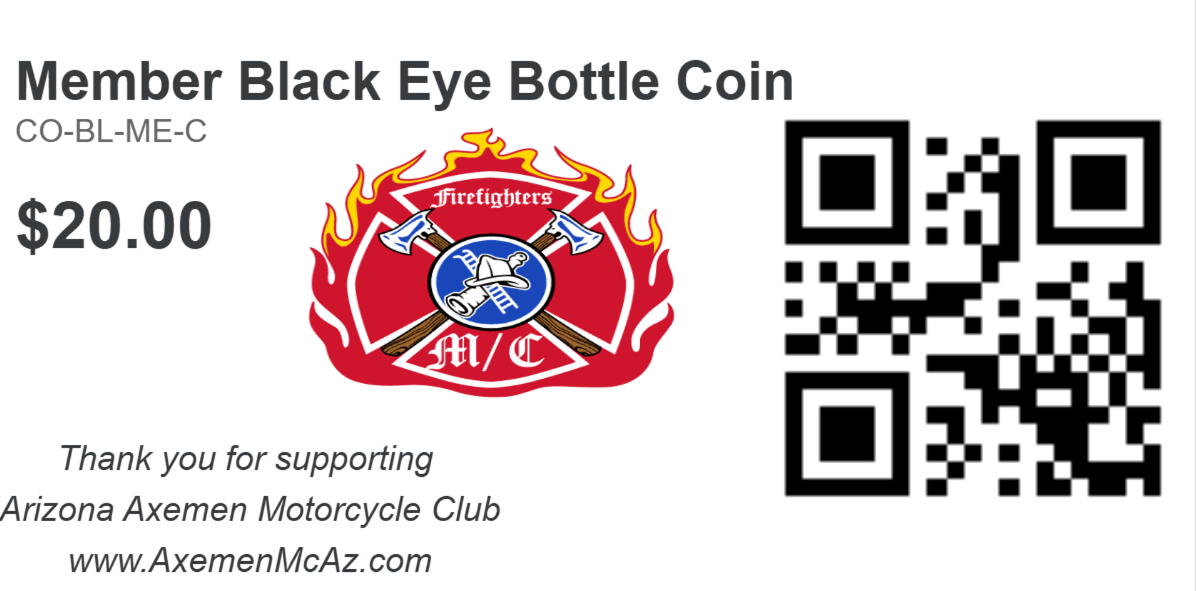 Member Black Eye Bottle Coin
CO-BL-ME-C
$20.00
Firefighters
M/C
Thank you for supporting
Arizona Axemen Motorcycle Club
www.AxemenMcAz.com